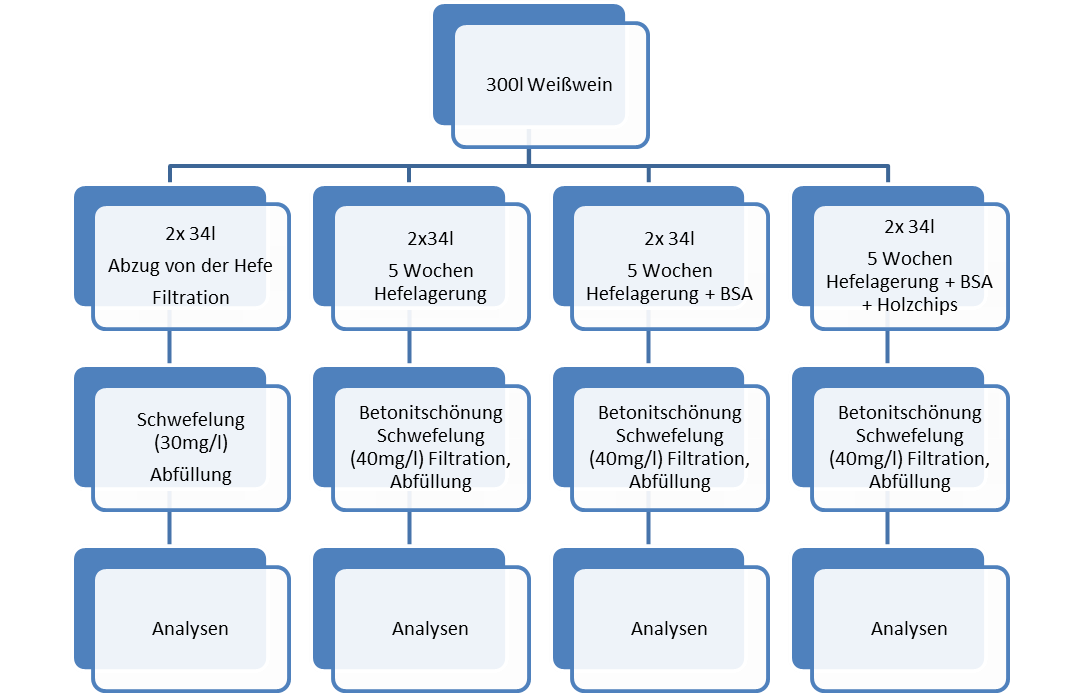 300l Weißwein
2x 34l
Abzug von der Hefe
Filtration
2x34l
5 Wochen
Hefelagerung
2x 34l
5 Wochen
Hefelagerung + BSA
2x 34l
5 Wochen
Hefelagerung + BSA
+ Holzchips
Schwefelung
(30mg/l)
Abfüllung
Betonitschönung
Schwefelung
(40mg/l) Filtration,
Abfüllung
Betonitschönung
Schwefelung
(40mg/l) Filtration,
Abfüllung
Betonitschönung
Schwefelung
(40mg/l) Filtration,
Abfüllung
Analysen
Analysen
Analysen
Analysen